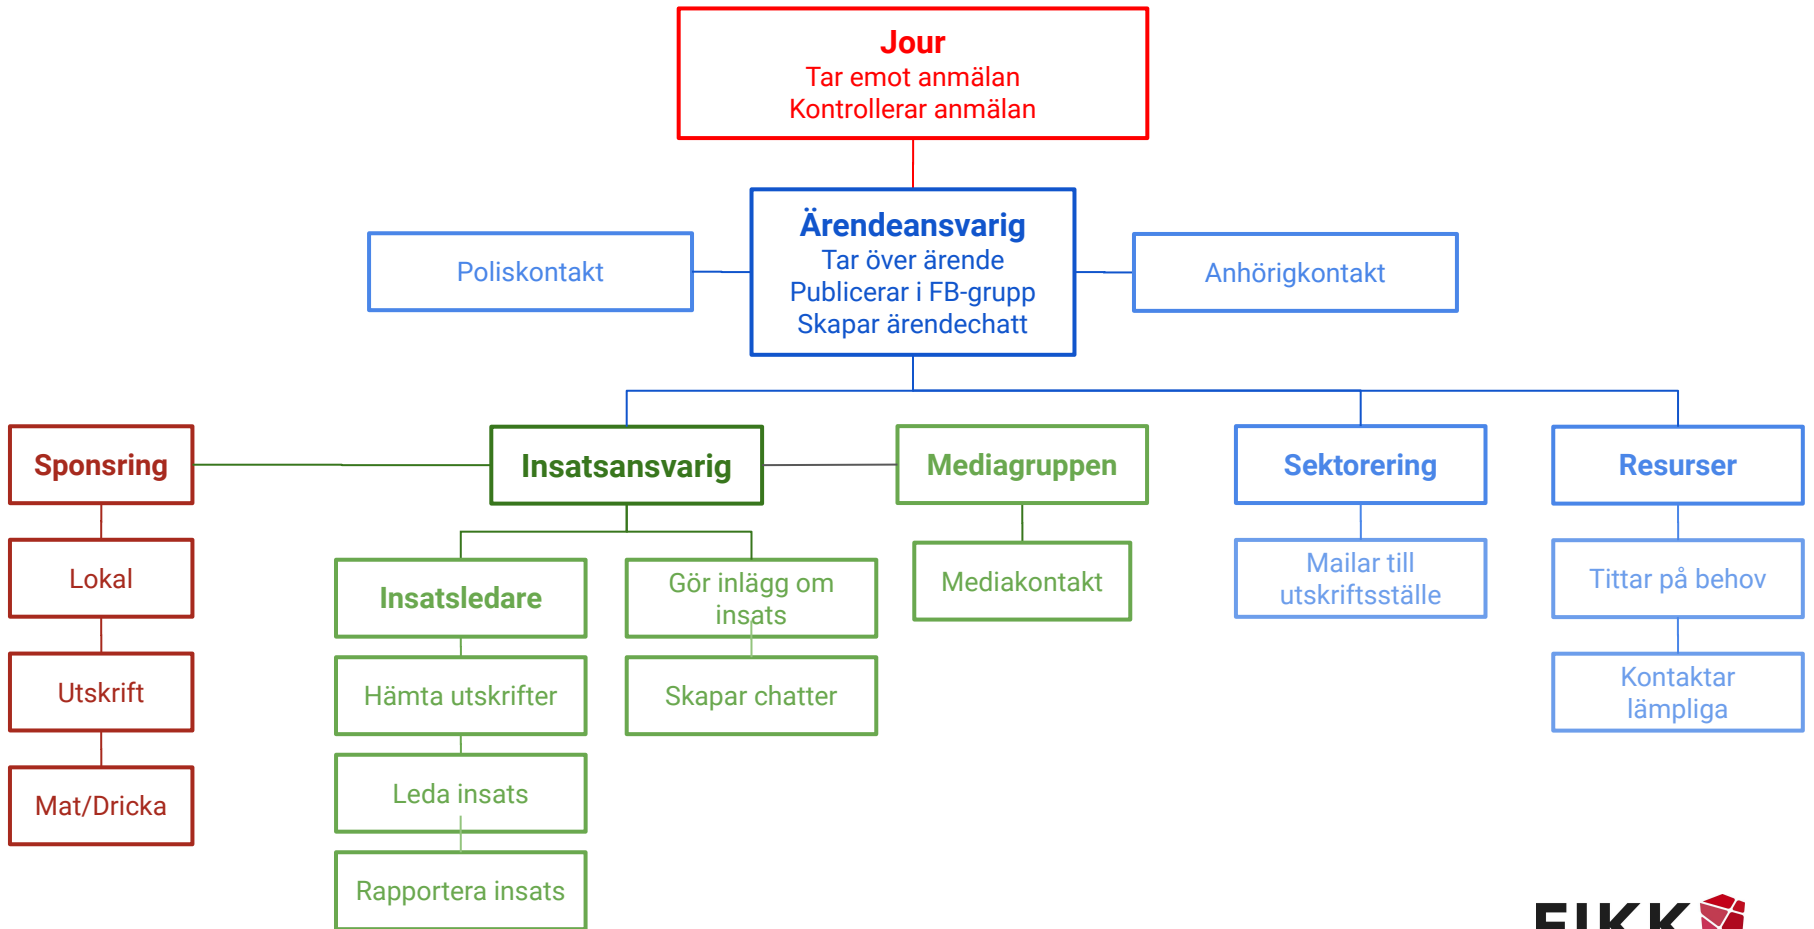 Jour
Tar emot anmälan
Kontrollerar anmälan
Ärendeansvarig
Tar över ärende
Publicerar i FB-grupp
Skapar ärendechatt
Poliskontakt
Anhörigkontakt
Sponsring
Insatsansvarig
Mediagruppen
Sektorering
Resurser
Lokal
Utskrift
Mat/Dricka
Insatsledare
Hämta utskrifter
Leda insats
Rapportera insats
Gör inlägg om
insats
Skapar chatter
Mediakontakt
Mailar till
utskriftsställe
Tittar på behov
Kontaktar
lämpliga